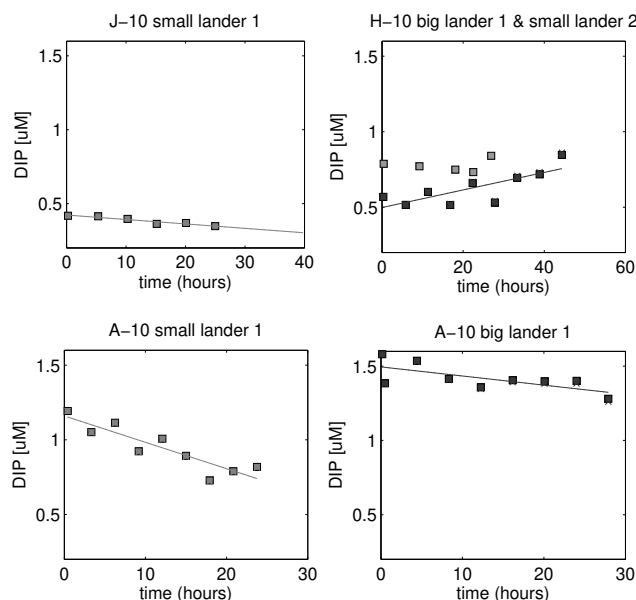 J−10 small lander 1
H−10 big lander 1 & small lander 2
1.5
1
0.5
DIP [uM]
0
10
20
30
40
time (hours)
1.5
1
0.5
DIP [uM]
0
20
40
60
time (hours)
A−10 small lander 1
A−10 big lander 1
1.5
1
0.5
DIP [uM]
0
10
20
30
time (hours)
1.5
1
0.5
DIP [uM]
0
10
20
30
time (hours)